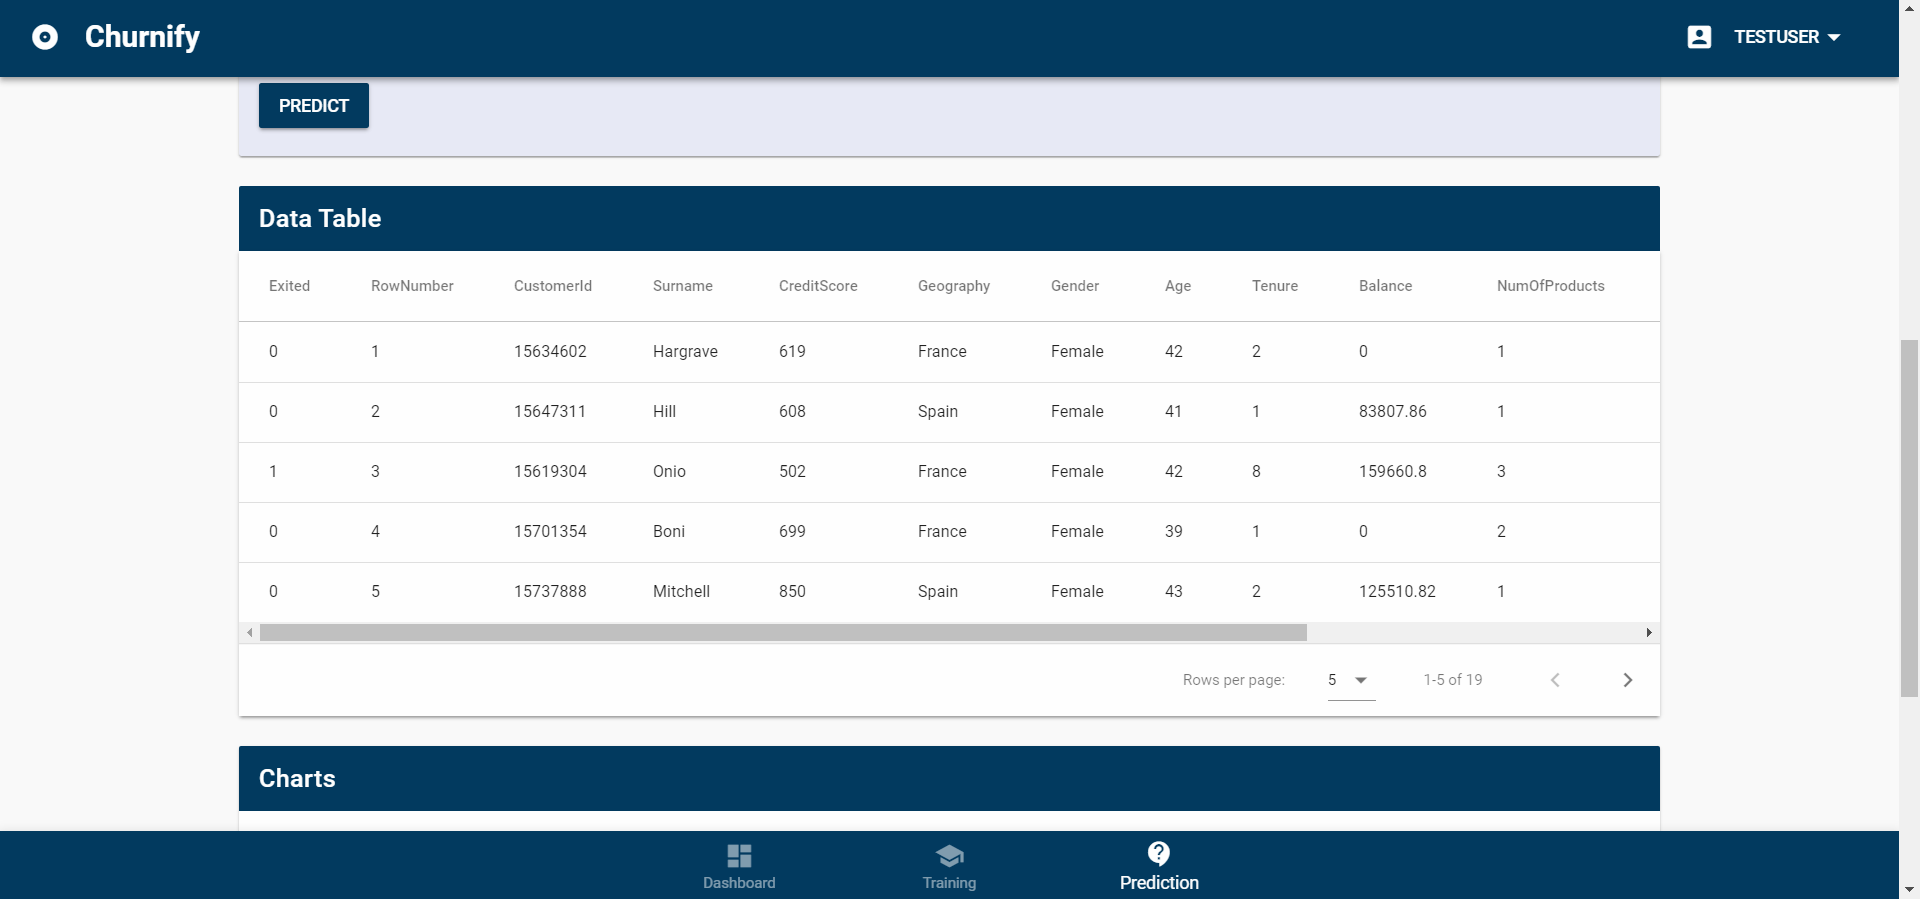 Churnify TESTUSER
PREDICT
Data Table
Exited RowNumber CustomerId Surname CreditScore Geography Gender Age Tenure Balance NumOfProducts
0 1 15634602 Hargrave 619 France Female 42 2 0 1
0 2 15647311 Hill 608 Spain Female 41 1 83807.86 1
1 3 15619304 Onio 502 France Female 42 8 159660.8 3
0 4 15701354 Boni 699 France Female 39 1 0 2
0 5 15737888 Mitchell 850 Spain Female 43 2 125510.82 1
Rows per page: 5 1-5 of 19
Charts
Dashboard Training Prediction